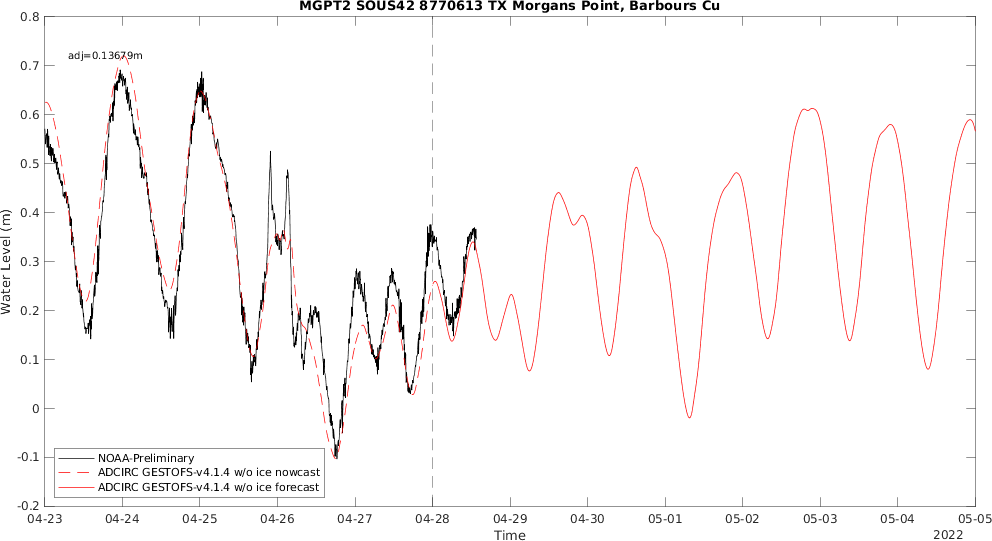 MGPT2 SOUS42 8770613 TX Morgans Point, Barbours Cu
adj=0.13679m
0.8
0.7
0.6
0.5
0.4
0.3
0.2
0.1
0
-0.1
-0.2
Water Level (m)
NOAA-Preliminary
ADCIRC GESTOFS-v4.1.4 w/o ice nowcast
ADCIRC GESTOFS-v4.1.4 w/o ice forecast
04-23 04-24 04-25 04-26 04-27 04-28 04-29 04-30 05-01 05-02 05-03 05-04 05-05
Time
2022